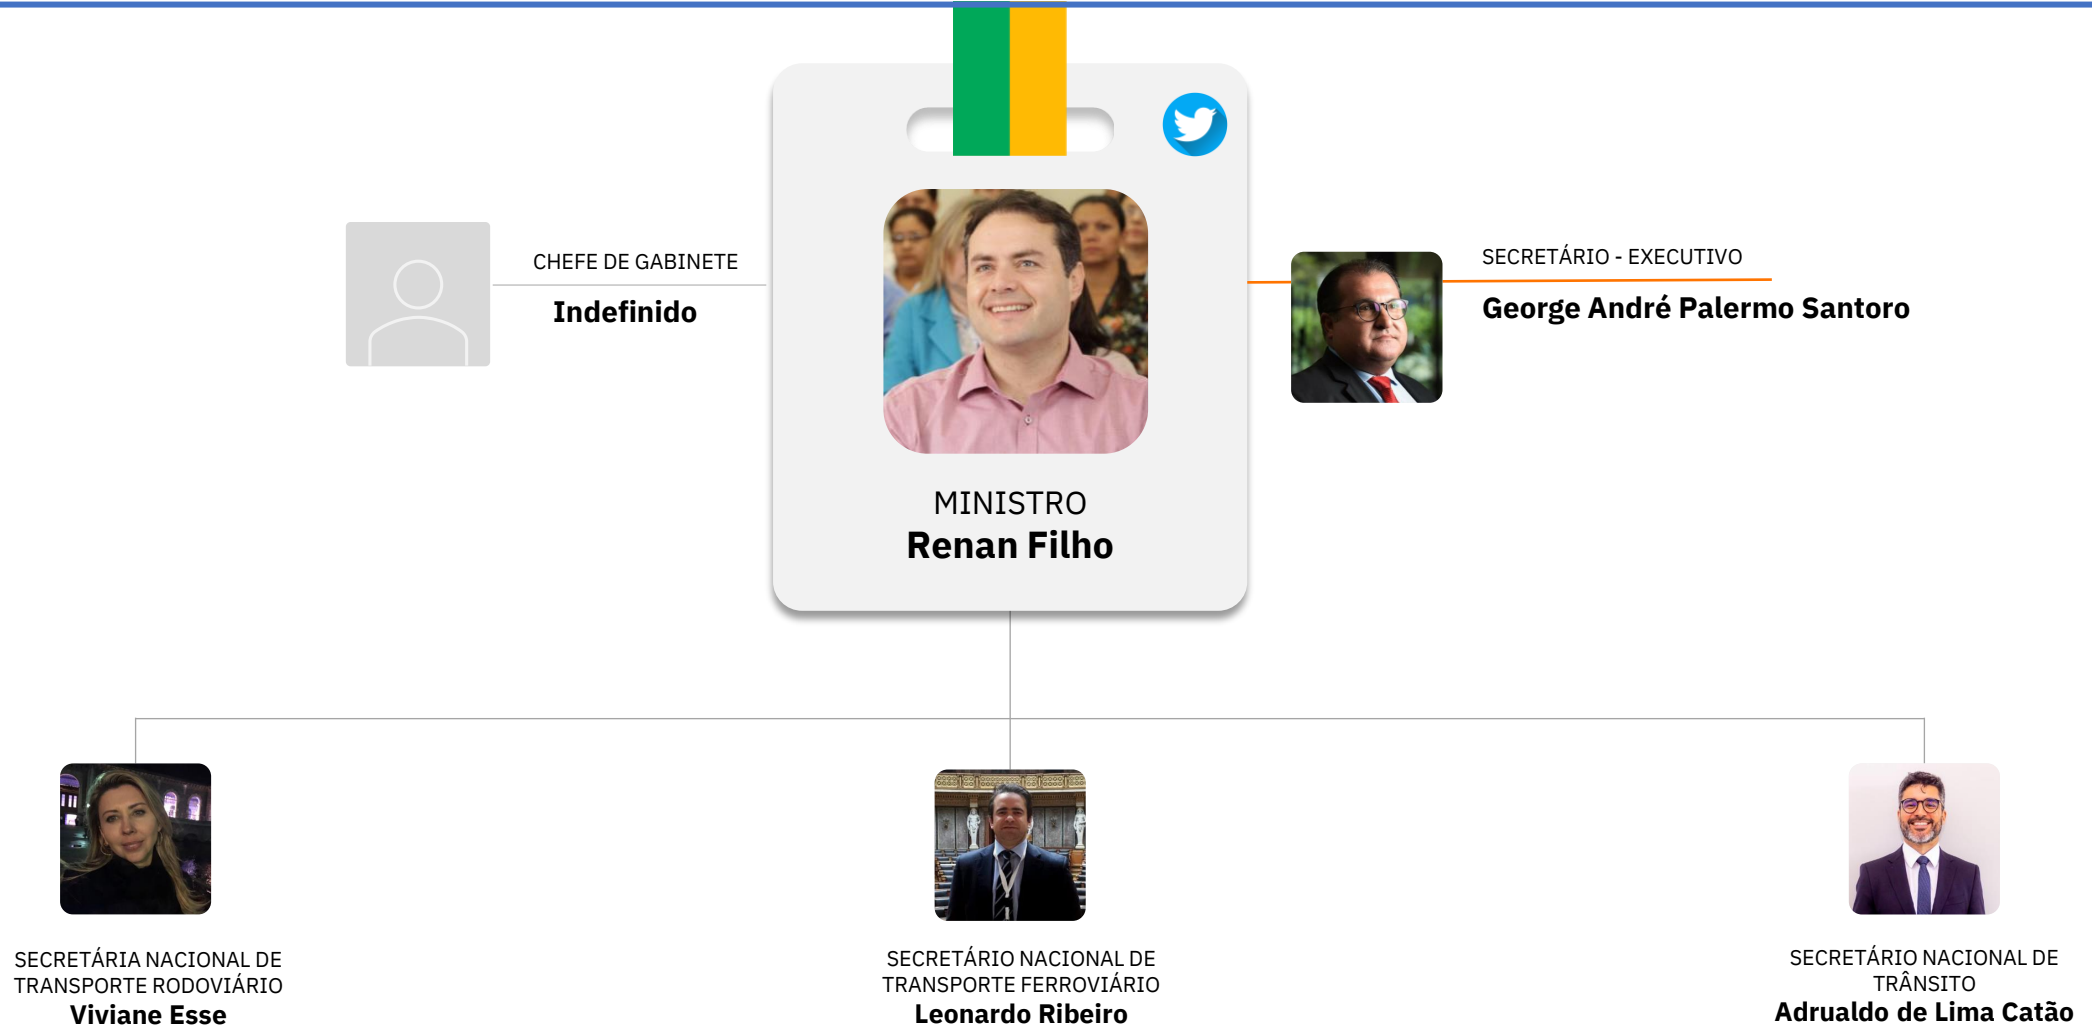 CHEFE DE GABINETE
Indefinido
SECRETÁRIO - EXECUTIVO
George André Palermo Santoro
MINISTRO
Renan Filho
SECRETÁRIA NACIONAL DE
TRANSPORTE RODOVIÁRIO
Viviane Esse
SECRETÁRIO NACIONAL DE
TRANSPORTE FERROVIÁRIO
Leonardo Ribeiro
SECRETÁRIO NACIONAL DE
TRÂNSITO
Adrualdo de Lima Catão